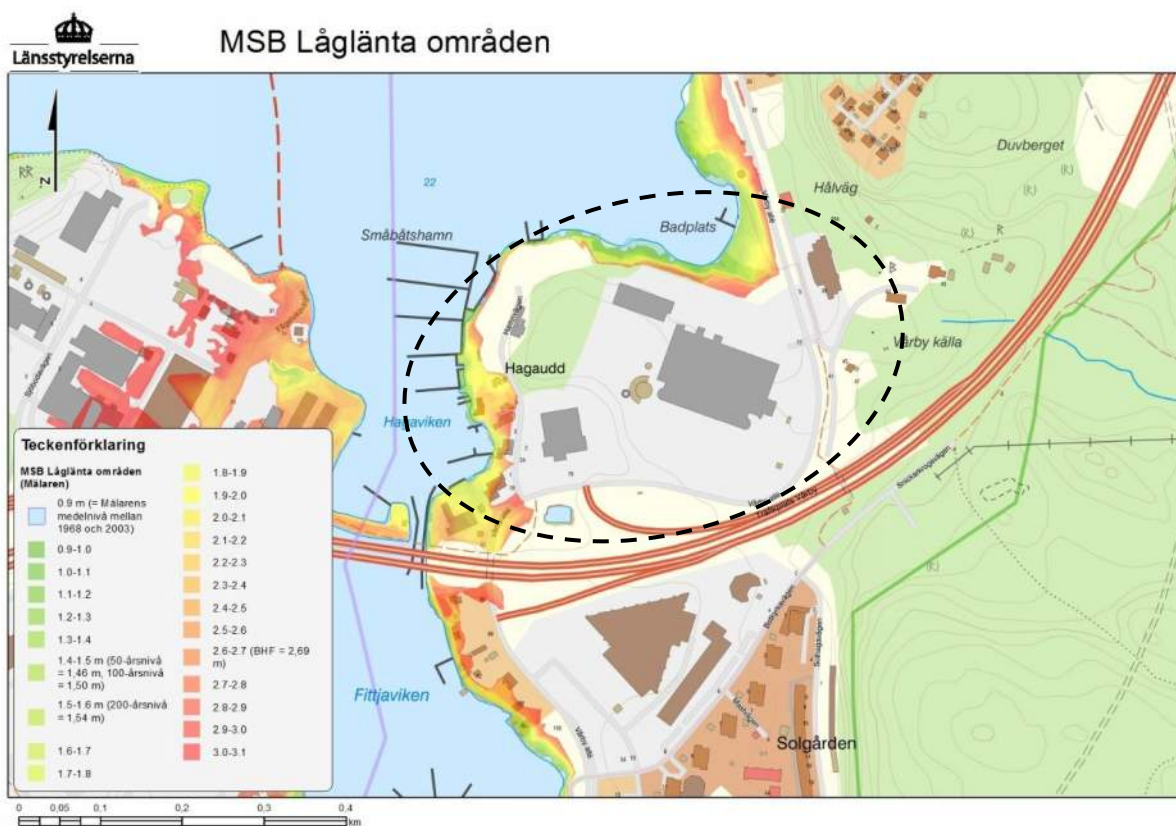 Länsstyrelserna
MSB Låglänta områden
Duvberget
Hålväg
22
Badplats
Småbåtshamn
Vårby allé
N
Hagaudd
Vårby källa
Hagaviken
Trafikplats Vårby
Fittjaviken
Vårby allé
Solgården
Teckenförklaring
MSB Låglänta områden
(Mälaren)
0.9 m (= Mälarens
medelnivå mellan
1968 och 2003)
0.9-1.0
1.0-1.1
1.1-1.2
1.2-1.3
1.3-1.4
1.4-1.5 m (50-årsnivå
= 1,46 m, 100-årsnivå
= 1,50 m)
1.5-1.6 m (200-årsnivå
= 1,54 m)
1.6-1.7
1.7-1.8
1.8-1.9
1.9-2.0
2.0-2.1
2.1-2.2
2.2-2.3
2.3-2.4
2.4-2.5
2.5-2.6
2.6-2.7 (BHF = 2,69
m)
2.7-2.8
2.8-2.9
2.9-3.0
3.0-3.1
0 0,05 0,1 0,2 0,3 0,4
km